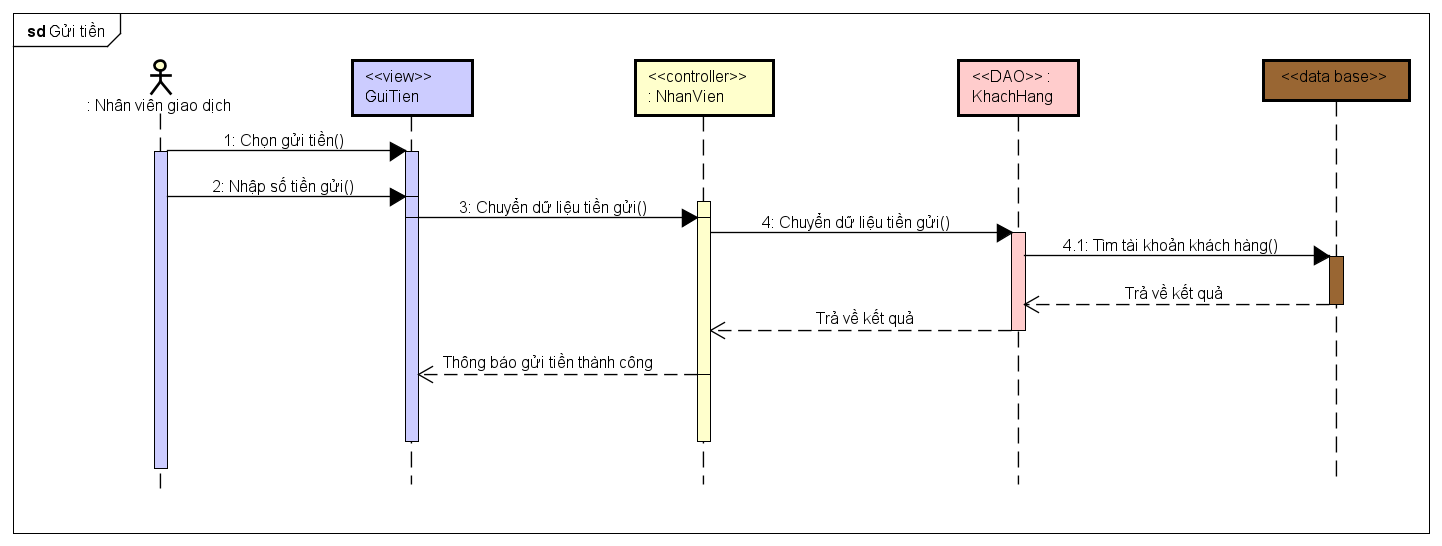 sd Gửi tiền
: Nhân viên giao dịch
<<view>>
GuiTien
<<controller>>
: NhanVien
<<DAO>> :
KhachHang
<<data base>>
1: Chọn gửi tiền()
2: Nhập số tiền gửi()
3: Chuyển dữ liệu tiền gửi()
4: Chuyển dữ liệu tiền gửi()
4.1: Tìm tài khoản khách hàng()
Trả về kết quả
Trả về kết quả
Thông báo gửi tiền thành công